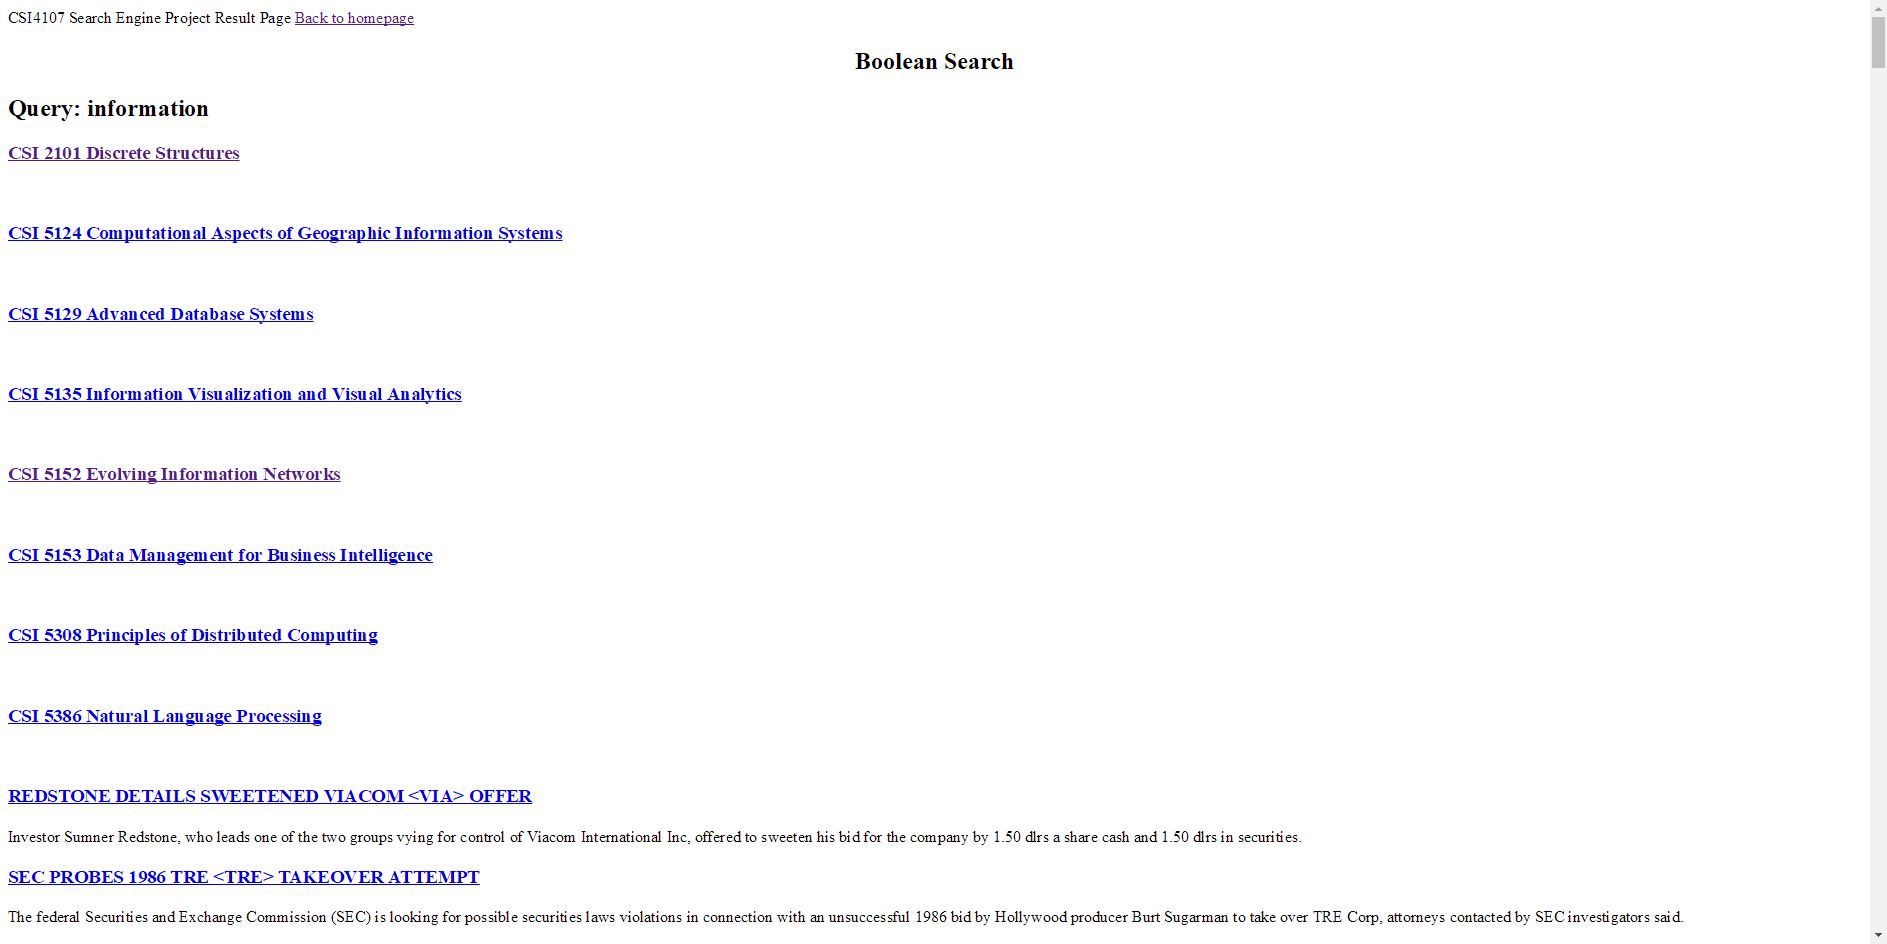 CSI4107 Search Engine Project Result Page Back to homepage
Boolean Search
Query: information
CSI 2101 Discrete Structures
CSI 5124 Computational Aspects of Geographic Information Systems
CSI 5129 Advanced Database Systems
CSI 5135 Information Visualization and Visual Analytics
CSI 5152 Evolving Information Networks
CSI 5153 Data Management for Business Intelligence
CSI 5308 Principles of Distributed Computing
CSI 5386 Natural Language Processing
REDSTONE DETAILS SWEETENED VIACOM <VIA> OFFER
Investor Sumner Redstone, who leads one of the two groups vying for control of Viacom International Inc, offered to sweeten his bid for the company by 1.50 dlrs a share cash and 1.50 dlrs in securities.
SEC PROBES 1986 TRE <TRE> TAKEOVER ATTEMPT
The federal Securities and Exchange Commission (SEC) is looking for possible securities laws violations in connection with an unsuccessful 1986 bid by Hollywood producer Burt Sugarman to take over TRE Corp, attorneys contacted by SEC investigators said.